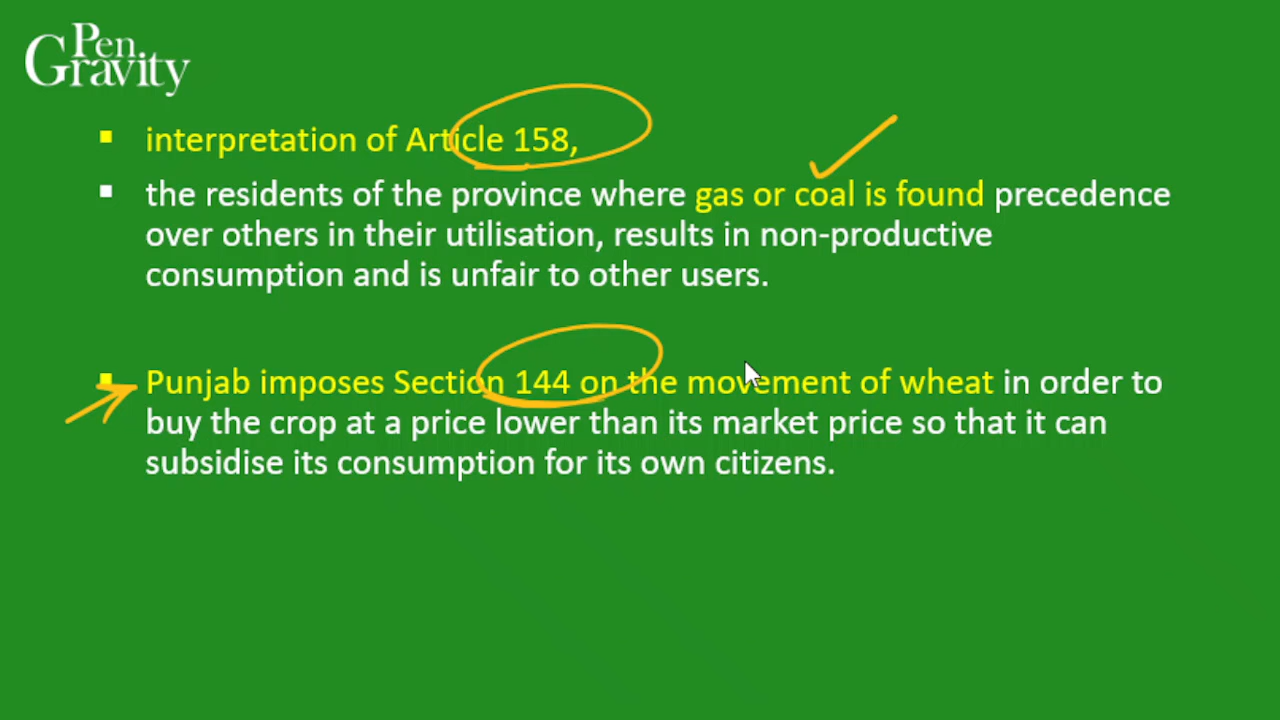 Pen
Gravity
interpretation of Article 158,
the residents of the province where gas or coal is found precedence
over others in their utilisation, results in non-productive
consumption and is unfair to other users.
Punjab imposes Section 144 on the movement of wheat in order to
buy the crop at a price lower than its market price so that it can
subsidise its consumption for its own citizens.